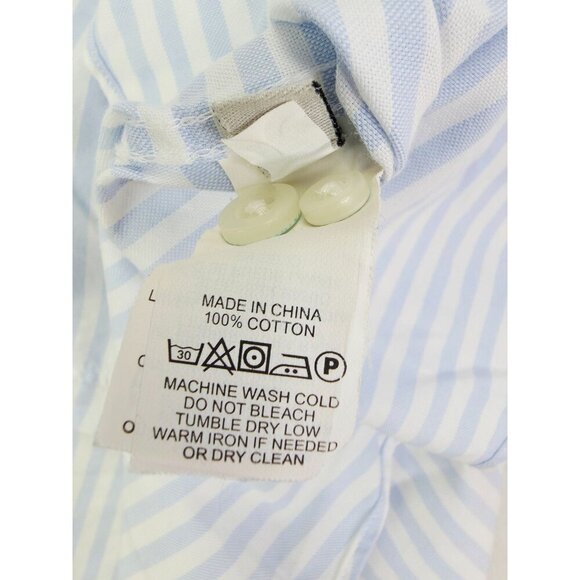 L
MADE IN CHINA
100% COTTON
30 P
C
MACHINE WASH COLD
DO NOT BLEACH
O
TUMBLE DRY LOW
WARM IRON IF NEEDED
OR DRY CLEAN